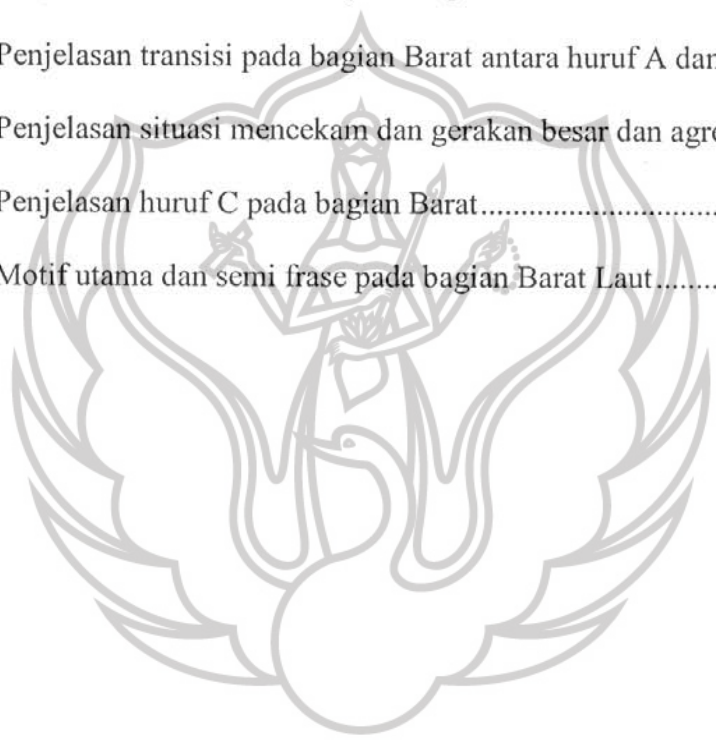 Penjelasan transisi pada bagian Barat antara huruf A dan
Penjelasan situasi mencekam dan gerakan besar dan
Penjelasan huruf C pada bagian Barat..............................
Motif utama dan semi frase pada bagian Barat Laut........